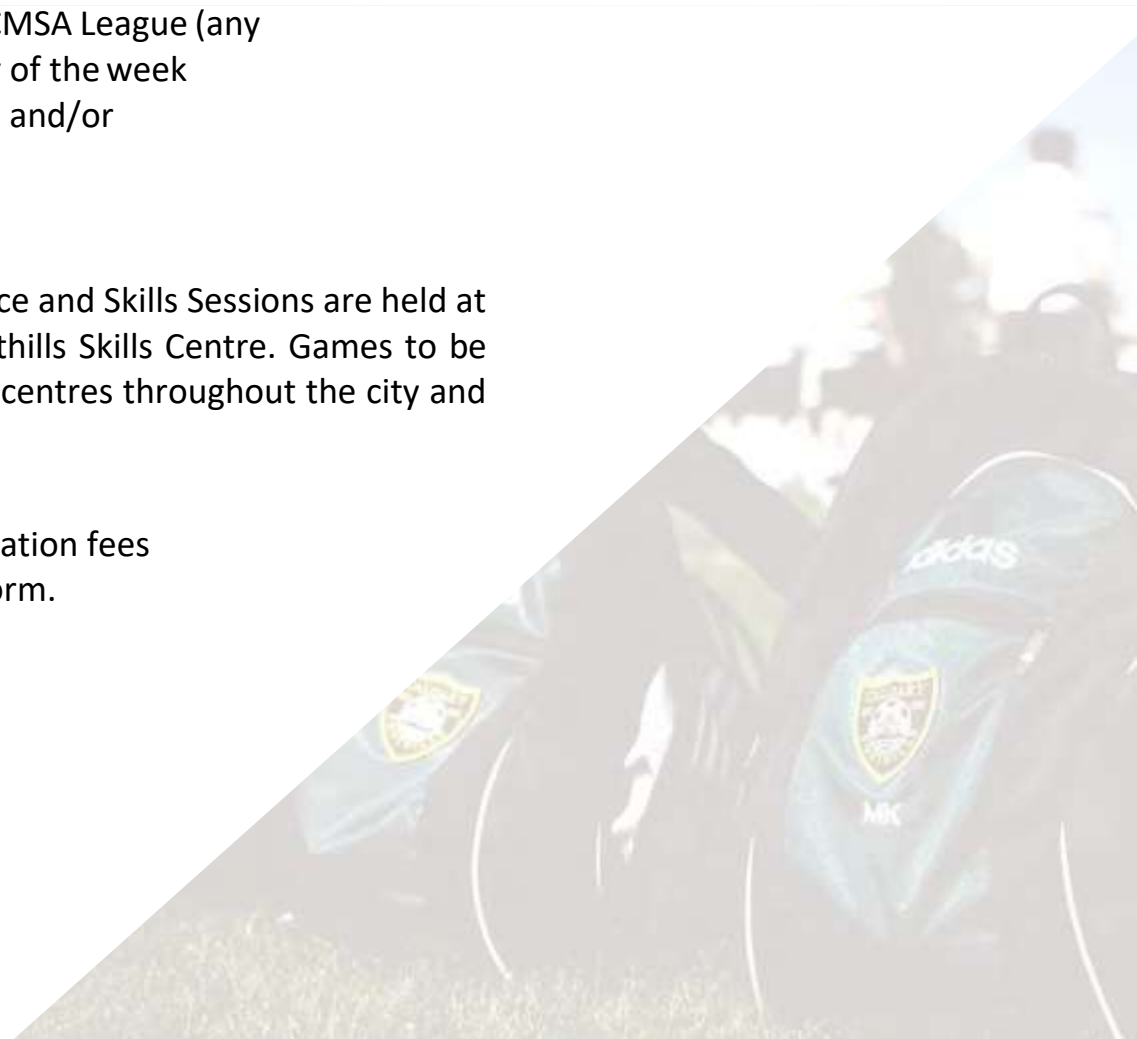 CMSA League (any
of the week
and/or
ce and Skills Sessions are held at
thills Skills Centre. Games to be
centres throughout the city and
ation fees
orm.
adidas
MK